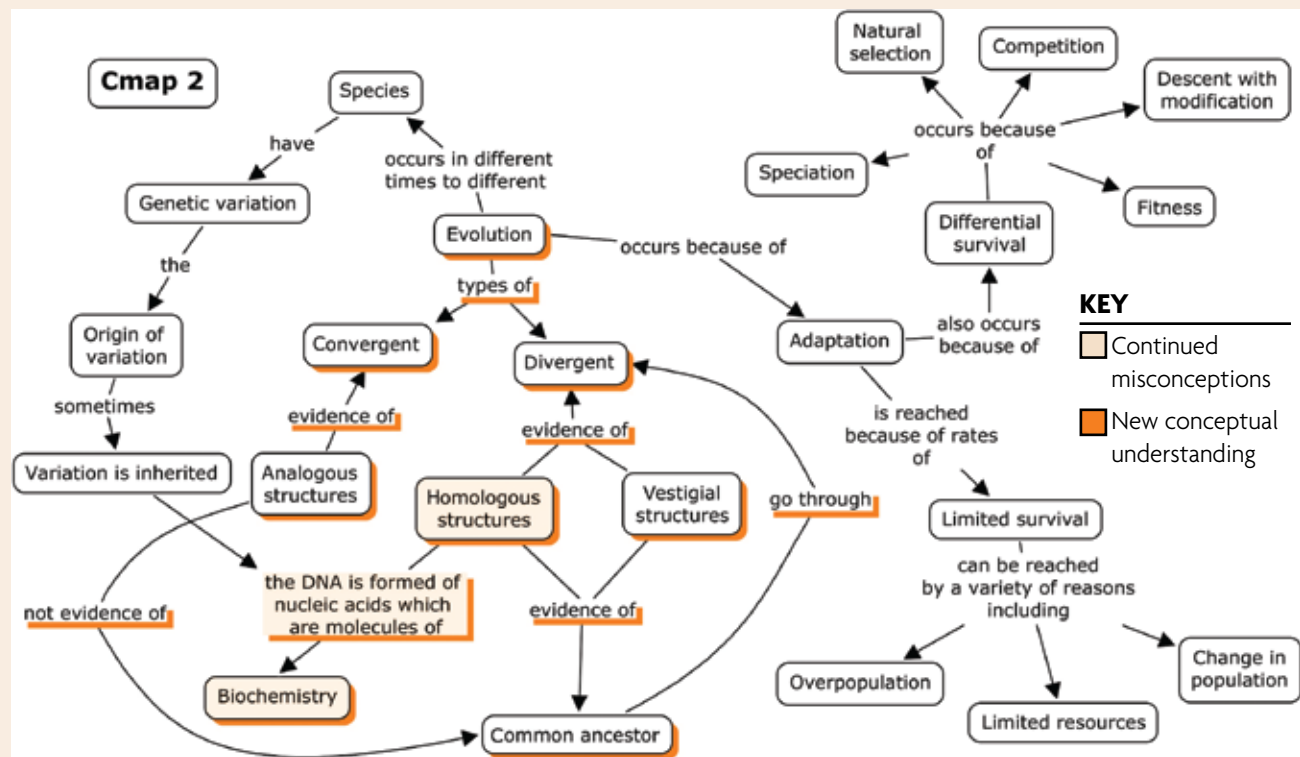 Cmap 2
Species
have
occurs in different
times to different
Genetic variation
the
Origin of
variation
sometimes
Variation is inherited
Evolution
types of
Convergent
Divergent
evidence of
evidence of
Analogous
structures
Homologous
structures
Vestigial
structures
go through
not evidence of
the DNA is formed of
nucleic acids which
are molecules of
evidence of
Biochemistry
Common ancestor
occurs because of
Adaptation
also occurs
because of
Differential
survival
occurs because
of
Natural
selection
Competition
Descent with
modification
Speciation
Fitness
is reached
because of rates
of
Limited survival
can be reached
by a variety of reasons
including
Overpopulation
Limited resources
Change in
population
KEY
Continued
misconceptions
New conceptual
understanding